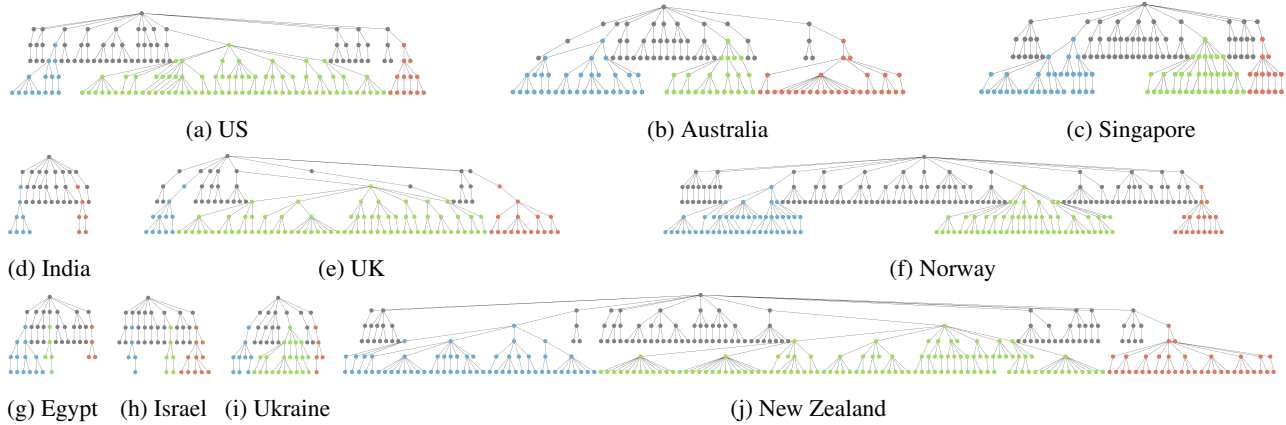 (a) US
(b) Australia
(c) Singapore
(d) India
(e) UK
(f) Norway
(g) Egypt
(h) Israel
(i) Ukraine
(j) New Zealand